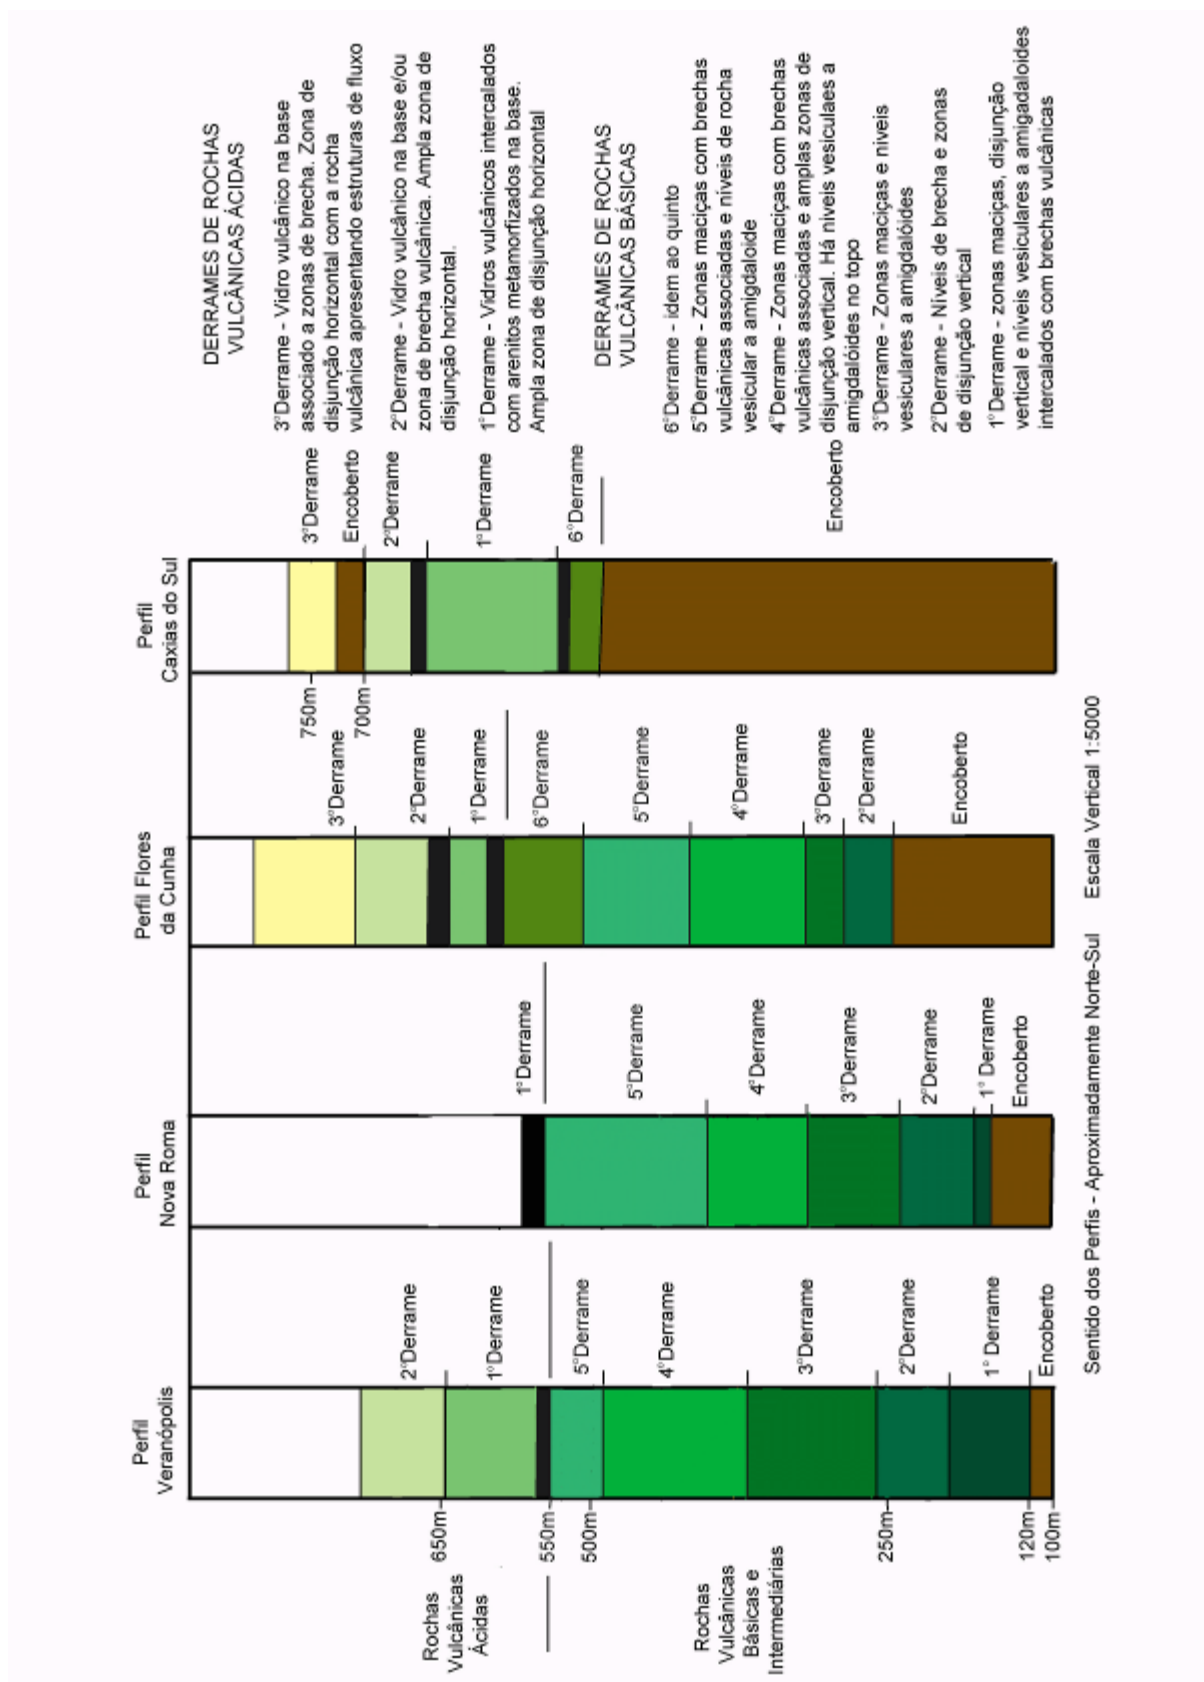 Perfil
Veranópolis
650m
550m
500m
250m
120m
100m
Rochas
Vulcânicas
Ácidas
Rochas
Vulcânicas
Básicas e
Intermediárias
2°Derrame
1°Derrame
5°Derrame
4°Derrame
3°Derrame
2°Derrame
1° Derrame
Encoberto
Perfil
Nova Roma
1°Derrame
5°Derrame
4°Derrame
3°Derrame
2°Derrame
1° Derrame
Encoberto
Perfil Flores
da Cunha
3°Derrame
2°Derrame
1°Derrame
6°Derrame
5°Derrame
4°Derrame
3°Derrame
2°Derrame
Encoberto
Perfil
Caxias do Sul
750m
700m
3°Derrame
Encoberto
2°Derrame
1°Derrame
6°Derrame
Encoberto
DERRAMES DE ROCHAS
VULCÂNICAS ÁCIDAS
3°Derrame - Vidro vulcânico na base
associado a zonas de brecha. Zona de
disjunção horizontal com a rocha
vulcânica apresentando estruturas de fluxo
2°Derrame - Vidro vulcânico na base e/ou
zona de brecha vulcânica. Ampla zona de
disjunção horizontal.
1°Derrame - Vidros vulcânicos intercalados
com arenitos metamorfizados na base.
Ampla zona de disjunção horizontal
DERRAMES DE ROCHAS
VULCÂNICAS BÁSICAS
6°Derrame - idem ao quinto
5°Derrame - Zonas maciças com brechas
vulcânicas associadas e níveis de rocha
vesicular a amigdaloide
4°Derrame - Zonas maciças com brechas
vulcânicas associadas e amplas zonas de
disjunção vertical. Há níveis vesiculaes a
amigdalóides no topo
3°Derrame - Zonas maciças e niveis
vesiculares a amigdalóides
2°Derrame - Níveis de brecha e zonas
de disjunção vertical
1°Derrame - zonas maciças, disjunção
vertical e níveis vesiculares a amigadaloides
intercalados com brechas vulcânicas
Sentido dos Perfis - Aproximadamente Norte-Sul
Escala Vertical 1:5000